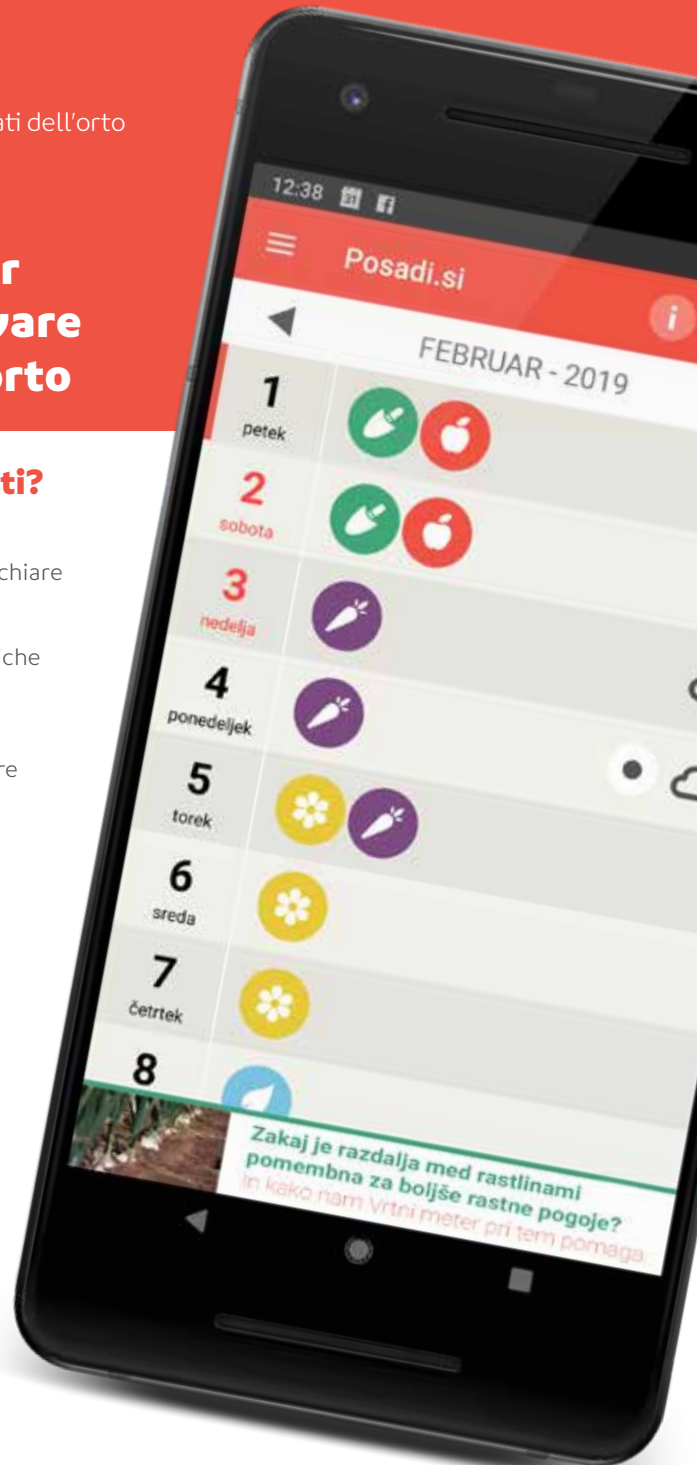 ati dell'orto
r
vare
orto
ti?
chiare
iche
re
12:38
31
Posadi.si
i
FEBRUAR - 2019
1
petek
2
sobota
3
nedelja
4
ponedeljek
5
torek
6
sreda
7
četrtek
8
Zakaj je razdalja med rastlinami
pomembna za boljše rastne pogoje?
In kako nam Vrtni meter pri tem pomaga.